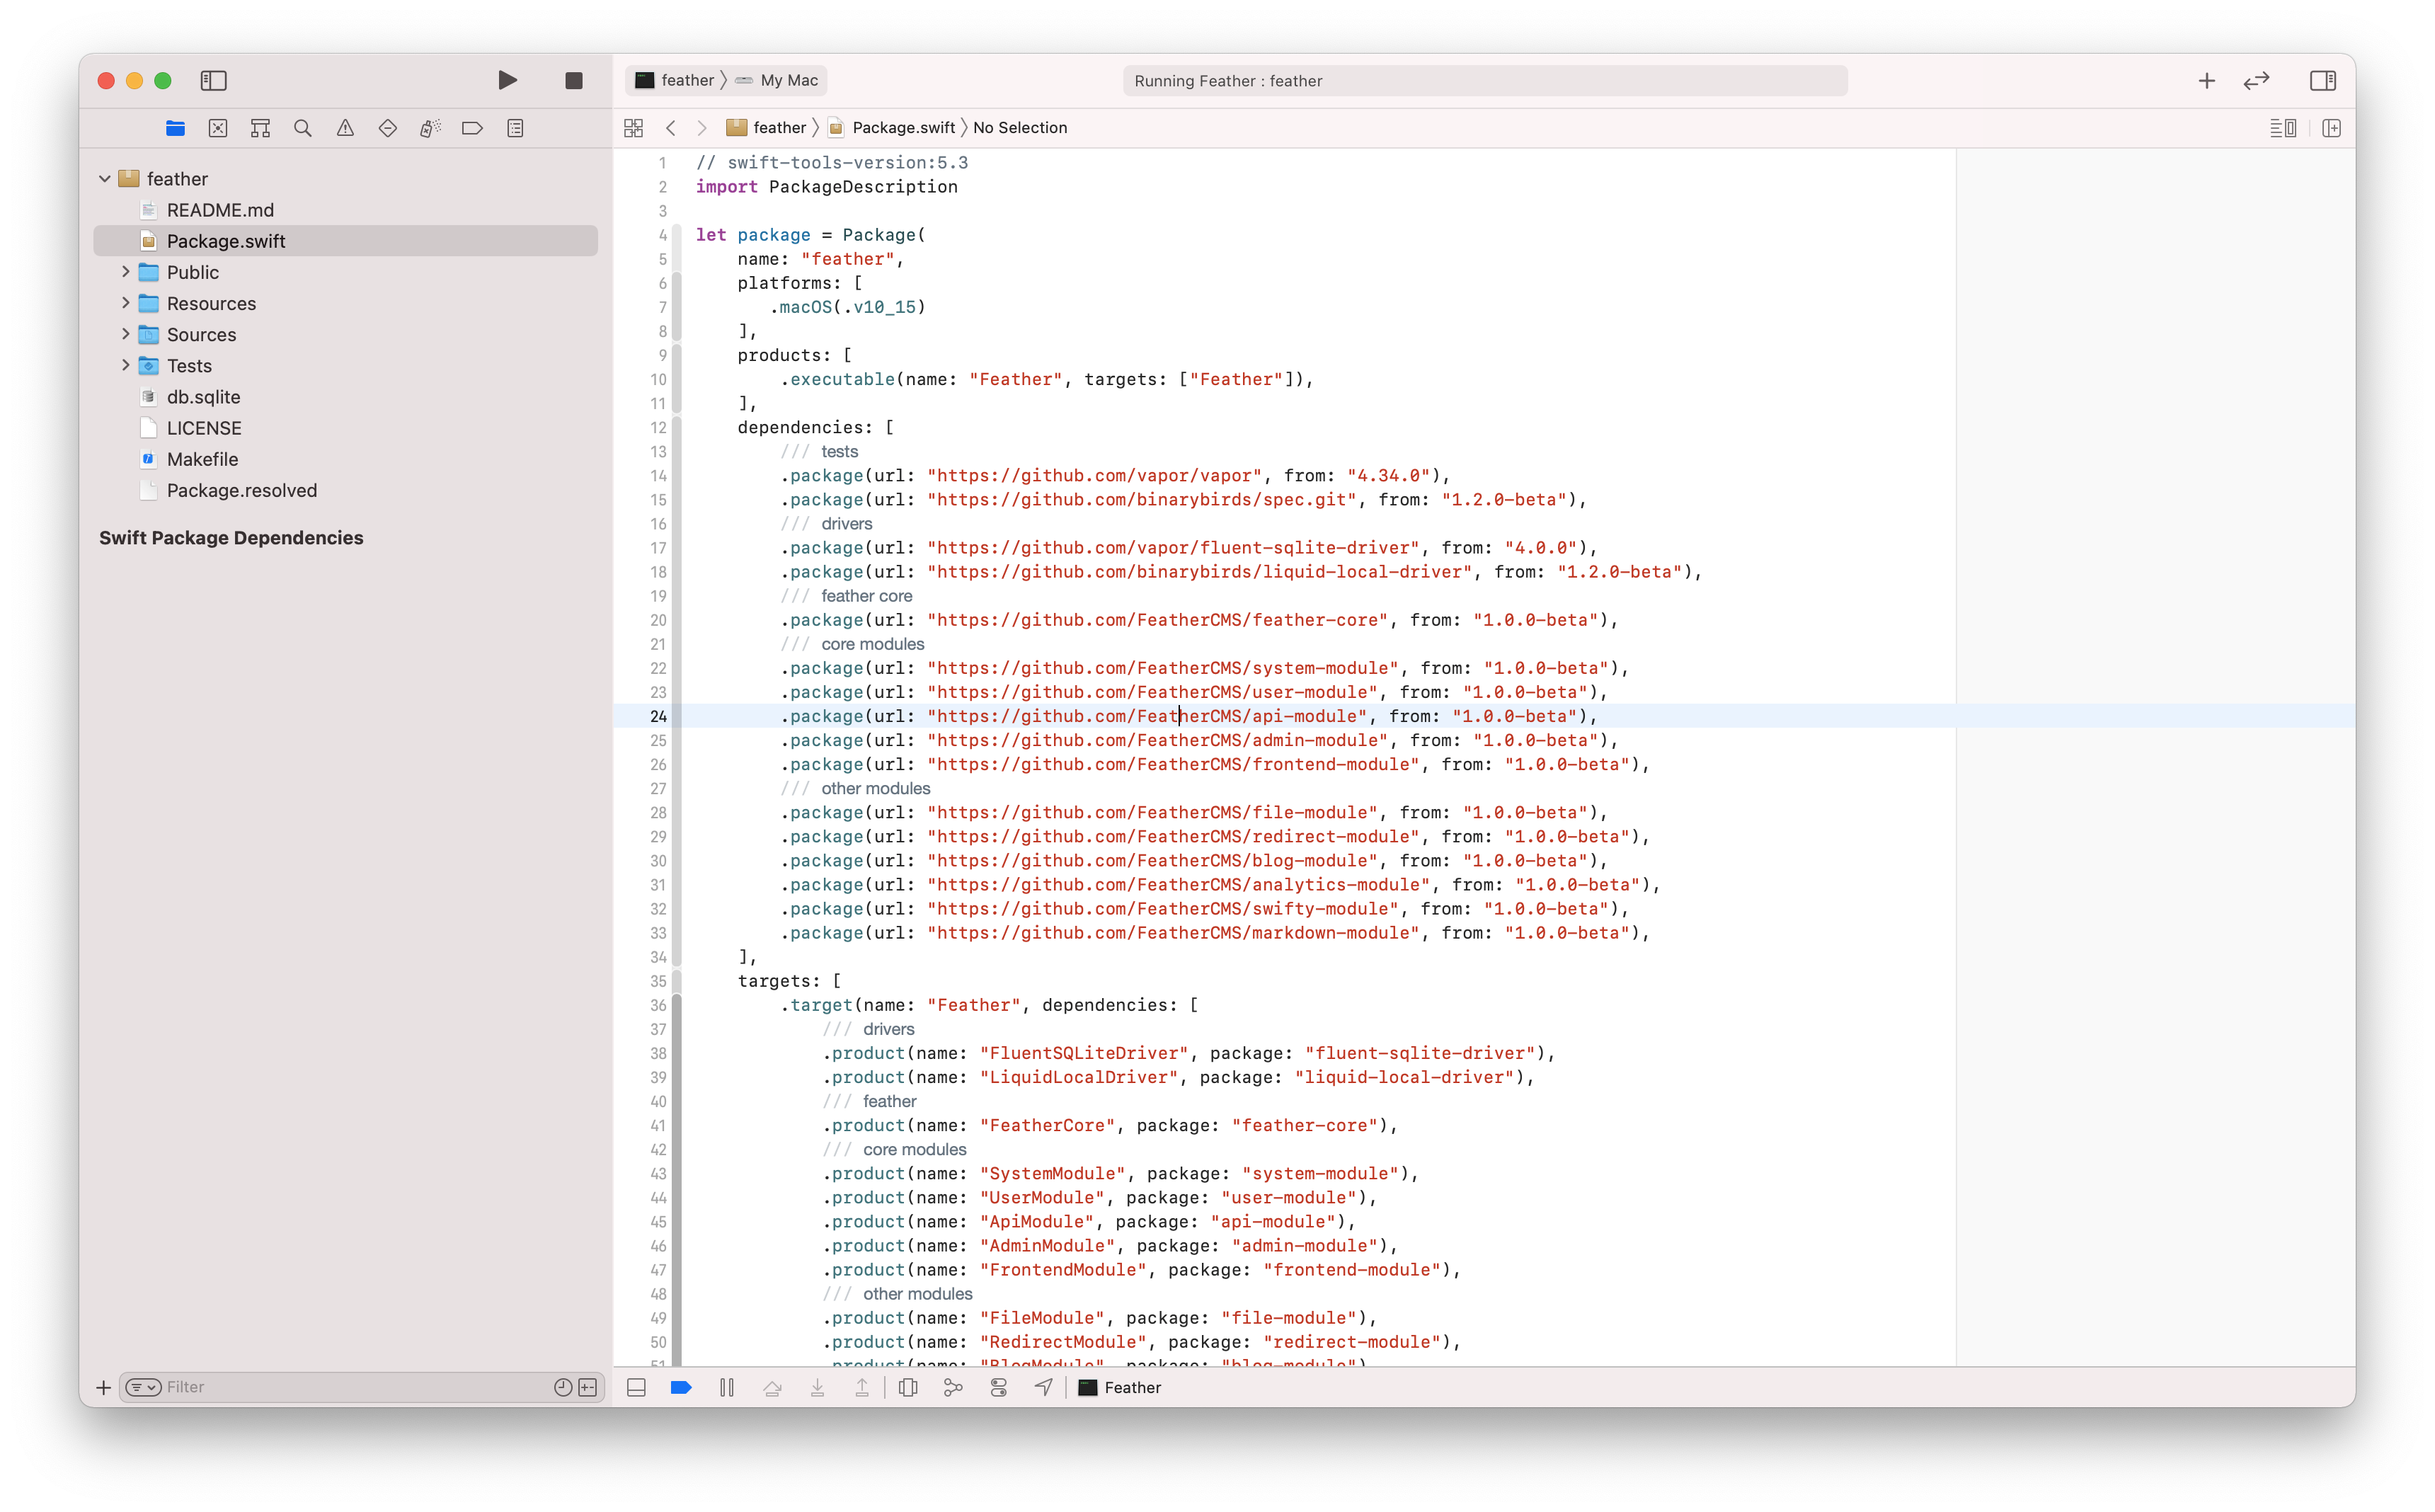 feather 〉 My Mac
Running Feather : feather
feather 〉 Package.swift 〉 No Selection
feather
README.md
Package.swift
Public
Resources
Sources
Tests
db.sqlite
LICENSE
Makefile
Package.resolved
Swift Package Dependencies
Filter
1 // swift-tools-version:5.3
2 import PackageDescription
3
4 let package = Package(
5     name: "feather",
6     platforms: [
7        .macOS(.v10_15)
8     ],
9     products: [
10         .executable(name: "Feather", targets: ["Feather"]),
11     ],
12     dependencies: [
13         /// tests
14         .package(url: "https://github.com/vapor/vapor", from: "4.34.0"),
15         .package(url: "https://github.com/binarybirds/spec.git", from: "1.2.0-beta"),
16         /// drivers
17         .package(url: "https://github.com/vapor/fluent-sqlite-driver", from: "4.0.0"),
18         .package(url: "https://github.com/binarybirds/liquid-local-driver", from: "1.2.0-beta"),
19         /// feather core
20         .package(url: "https://github.com/FeatherCMS/feather-core", from: "1.0.0-beta"),
21         /// core modules
22         .package(url: "https://github.com/FeatherCMS/system-module", from: "1.0.0-beta"),
23         .package(url: "https://github.com/FeatherCMS/user-module", from: "1.0.0-beta"),
24         .package(url: "https://github.com/FeatherCMS/api-module", from: "1.0.0-beta"),
25         .package(url: "https://github.com/FeatherCMS/admin-module", from: "1.0.0-beta"),
26         .package(url: "https://github.com/FeatherCMS/frontend-module", from: "1.0.0-beta"),
27         /// other modules
28         .package(url: "https://github.com/FeatherCMS/file-module", from: "1.0.0-beta"),
29         .package(url: "https://github.com/FeatherCMS/redirect-module", from: "1.0.0-beta"),
30         .package(url: "https://github.com/FeatherCMS/blog-module", from: "1.0.0-beta"),
31         .package(url: "https://github.com/FeatherCMS/analytics-module", from: "1.0.0-beta"),
32         .package(url: "https://github.com/FeatherCMS/swifty-module", from: "1.0.0-beta"),
33         .package(url: "https://github.com/FeatherCMS/markdown-module", from: "1.0.0-beta"),
34     ],
35     targets: [
36         .target(name: "Feather", dependencies: [
37             /// drivers
38             .product(name: "FluentSQLiteDriver", package: "fluent-sqlite-driver"),
39             .product(name: "LiquidLocalDriver", package: "liquid-local-driver"),
40             /// feather
41             .product(name: "FeatherCore", package: "feather-core"),
42             /// core modules
43             .product(name: "SystemModule", package: "system-module"),
44             .product(name: "UserModule", package: "user-module"),
45             .product(name: "ApiModule", package: "api-module"),
46             .product(name: "AdminModule", package: "admin-module"),
47             .product(name: "FrontendModule", package: "frontend-module"),
48             /// other modules
49             .product(name: "FileModule", package: "file-module"),
50             .product(name: "RedirectModule", package: "redirect-module"),
51             .product(name: "BlogModule", package: "blog-module"),
Feather